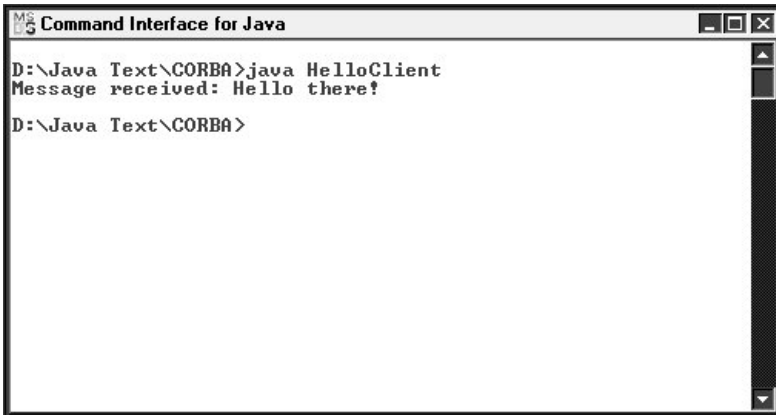 Command Interface for Java
D:\Java Text\CORBA>java HelloClient
Message received: Hello there!
D:\Java Text\CORBA>